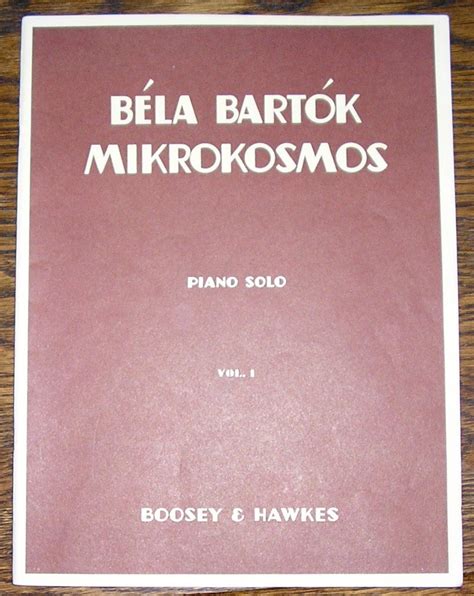 BÉLA BARTÓK
MIKROKOSMOS
PIANO SOLO
VOL. I
BOOSEY & HAWKES